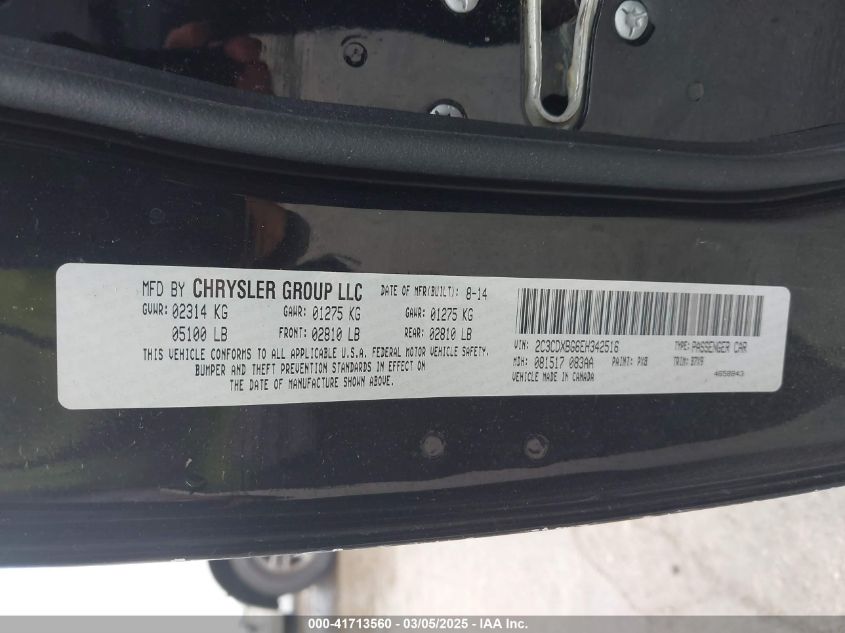 MFD BY CHRYSLER GROUP LLC DATE OF MFR(BUILT): 8-14
GVWR: 02314 KG GAWR: 01275 KG GAWR: 01275 KG
05100 LB FRONT: 02810 LB REAR: 02810 LB
THIS VEHICLE CONFORMS TO ALL APPLICABLE U.S.A. FEDERAL MOTOR VEHICLE SAFETY,
BUMPER AND THEFT PREVENTION STANDARDS IN EFFECT ON
THE DATE OF MANUFACTURE SHOWN ABOVE.
VIN: 2C3CDXBG6EH342516 TYPE: PASSENGER CAR
MDH: 081517 083AA PAINT: PX8 TRIM: B7X9
VEHICLE MADE IN CANADA 4658843
000-41713560 - 03/05/2025 - IAA Inc.